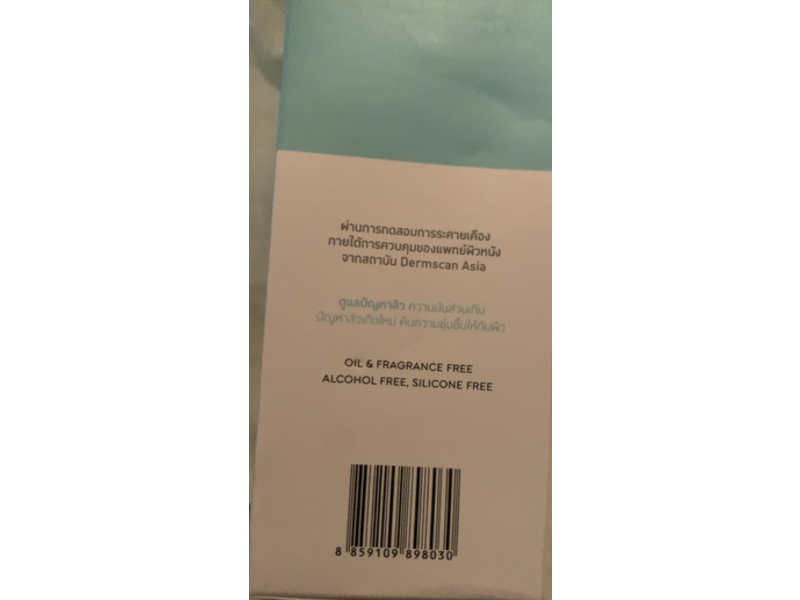 ผ่านการทดสอบการระคายเคือง
ภายใต้การควบคุมของแพทย์ผิวหนัง
จากสถาบัน Dermscan Asia
ดูแลปัญหาสิว ความมันส่วนเกิน
ปัญหาสิวเกิดใหม่ คืนความชุ่มชื้นให้กับผิว
OIL & FRAGRANCE FREE
ALCOHOL FREE, SILICONE FREE
8 859109 898030